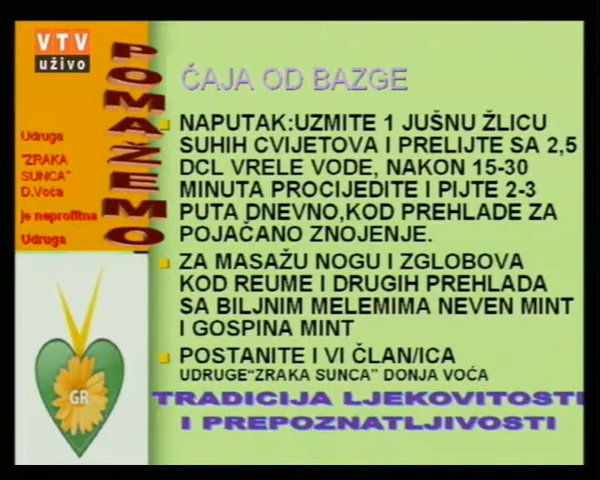 VTV
uživo
POMAŽEMO
Udruga
"ZRAKA
SUNCA"
D.Voća
je neprofitna
Udruga
GR
ČAJA OD BAZGE
NAPUTAK:UZMITE 1 JUŠNU ŽLICU
SUHIH CVIJETOVA I PRELIJTE SA 2,5
DCL VRELE VODE, NAKON 15-30
MINUTA PROCIJEDITE I PIJTE 2-3
PUTA DNEVNO,KOD PREHLADE ZA
POJAČANO ZNOJENJE.
ZA MASAŽU NOGU I ZGLOBOVA
KOD REUME I DRUGIH PREHLADA
SA BILJNIM MELEMIMA NEVEN MINT
I GOSPINA MINT
POSTANITE I VI ČLAN/ICA
UDRUGE“ZRAKA SUNCA” DONJA VOĆA
TRADICIJA LJEKOVITOSTI
I PREPOZNATLJIVOSTI